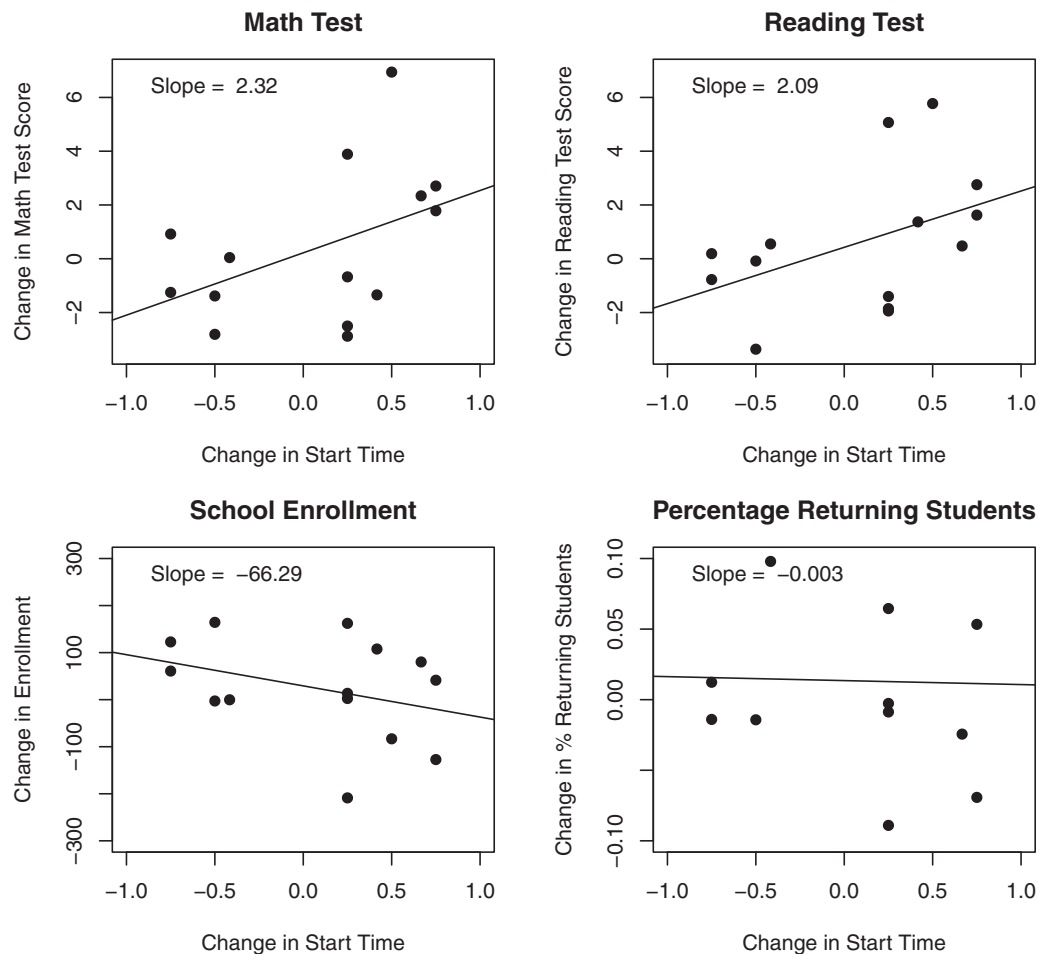 Math Test
Slope = 2.32
Change in Math Test Score
6
4
2
0
−2
−1.0 −0.5 0.0 0.5 1.0
Change in Start Time
Reading Test
Slope = 2.09
Change in Reading Test Score
6
4
2
0
−2
−1.0 −0.5 0.0 0.5 1.0
Change in Start Time
School Enrollment
Slope = −66.29
Change in Enrollment
300
100
−100
−300
−1.0 −0.5 0.0 0.5 1.0
Change in Start Time
Percentage Returning Students
Slope = −0.003
Change in % Returning Students
0.10
0.05
0.00
−0.10
−1.0 −0.5 0.0 0.5 1.0
Change in Start Time